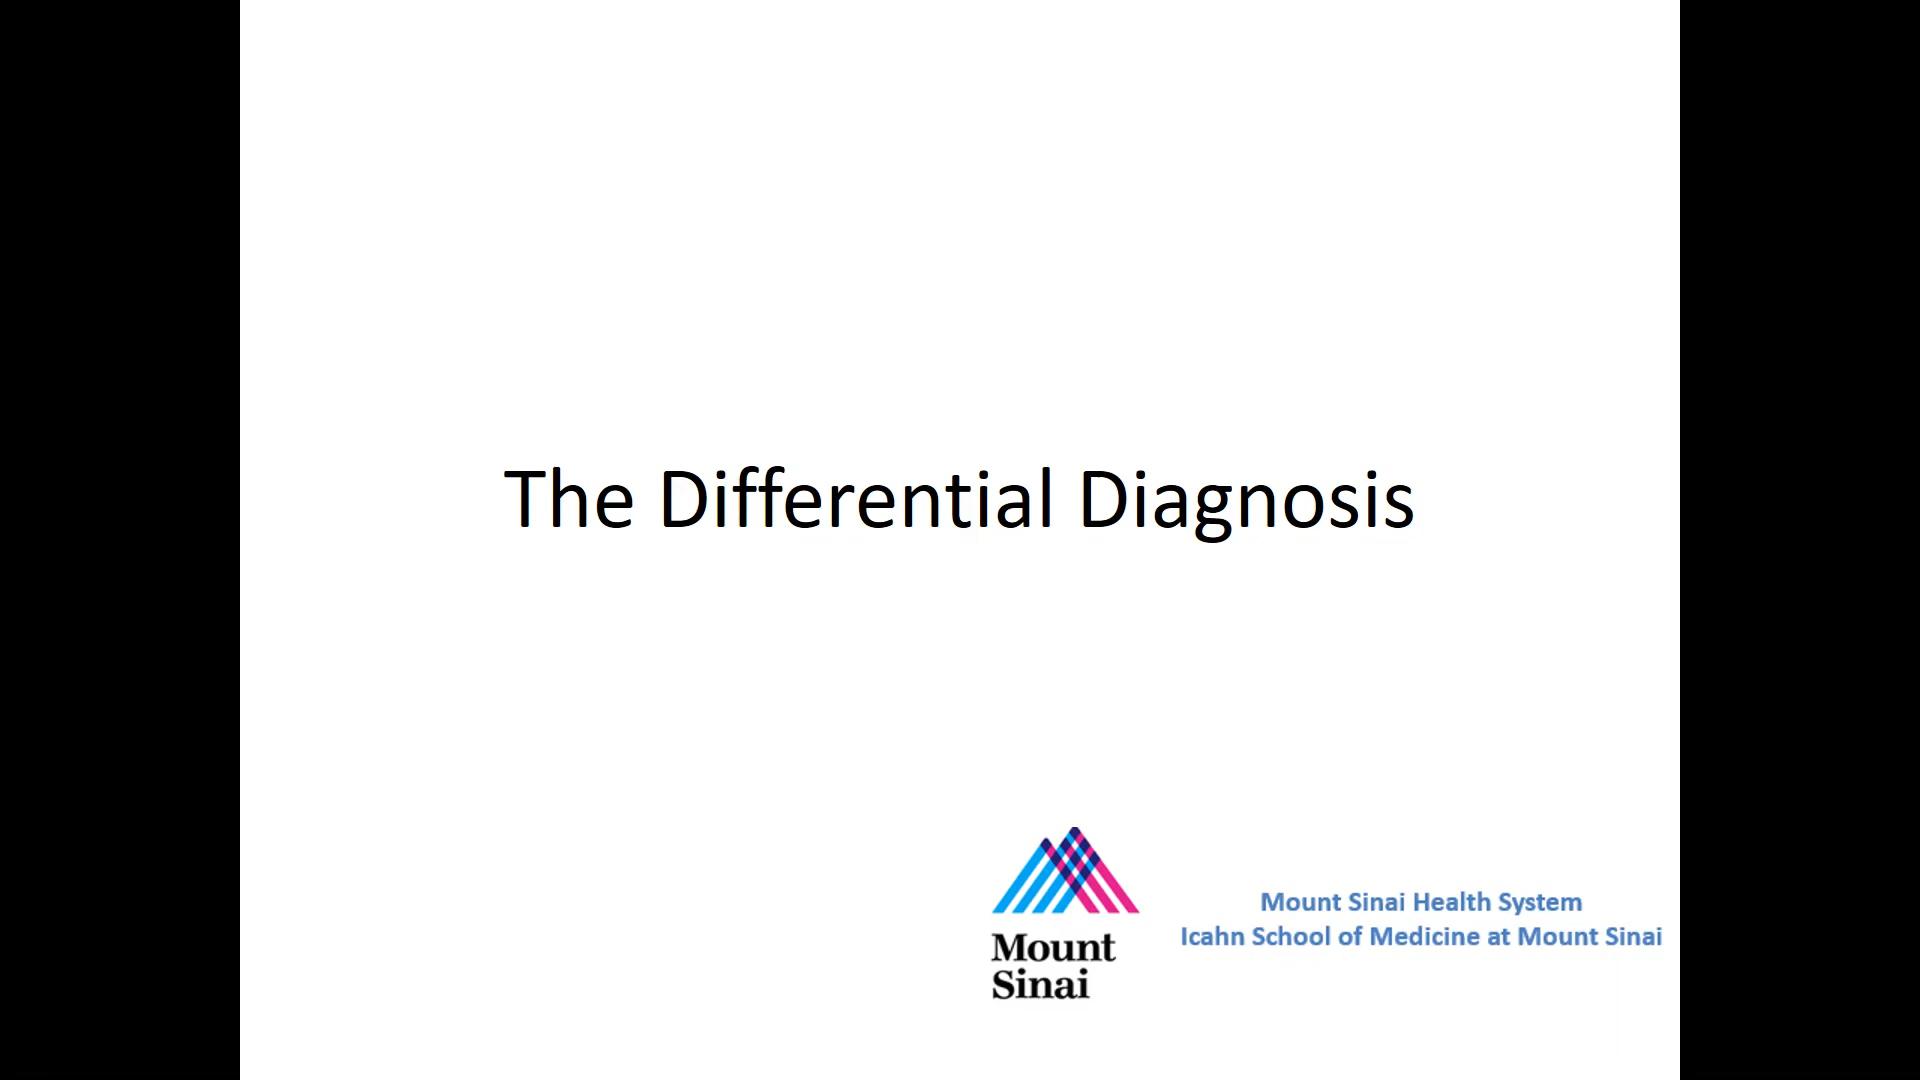 The Differential Diagnosis
Mount
Sinai
Mount Sinai Health System
Icahn School of Medicine at Mount Sinai